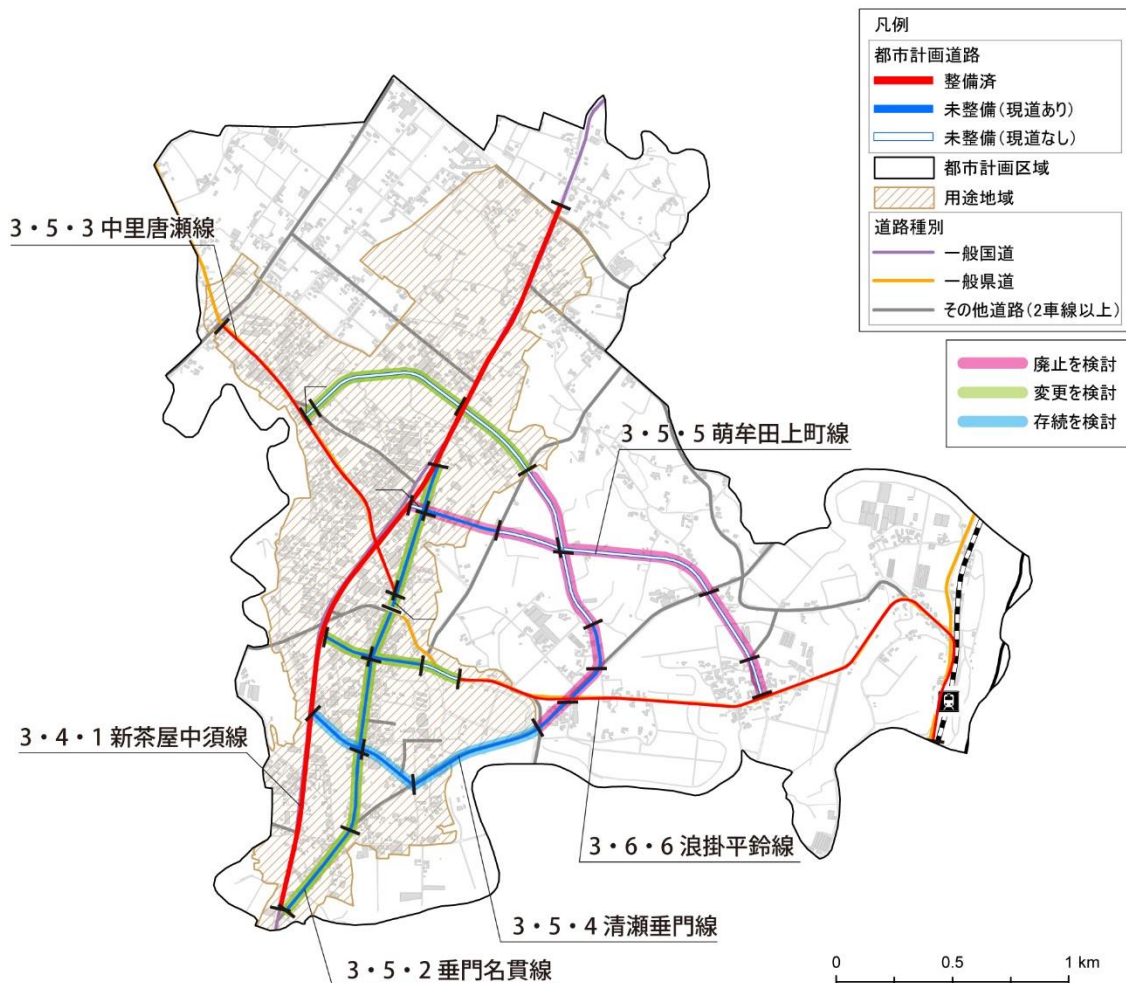 凡例
都市計画道路
整備済
未整備(現道あり)
未整備(現道なし)
都市計画区域
用途地域
道路種別
一般国道
一般県道
その他道路(2車線以上)
廃止を検討
変更を検討
存続を検討
3・5・3 中里唐瀬線
3・5・5 萌牟田上町線
3・4・1 新茶屋中須線
3・6・6 浪掛平鈴線
3・5・4 清瀬垂門線
3・5・2 垂門名貫線
0 0.5 1 km